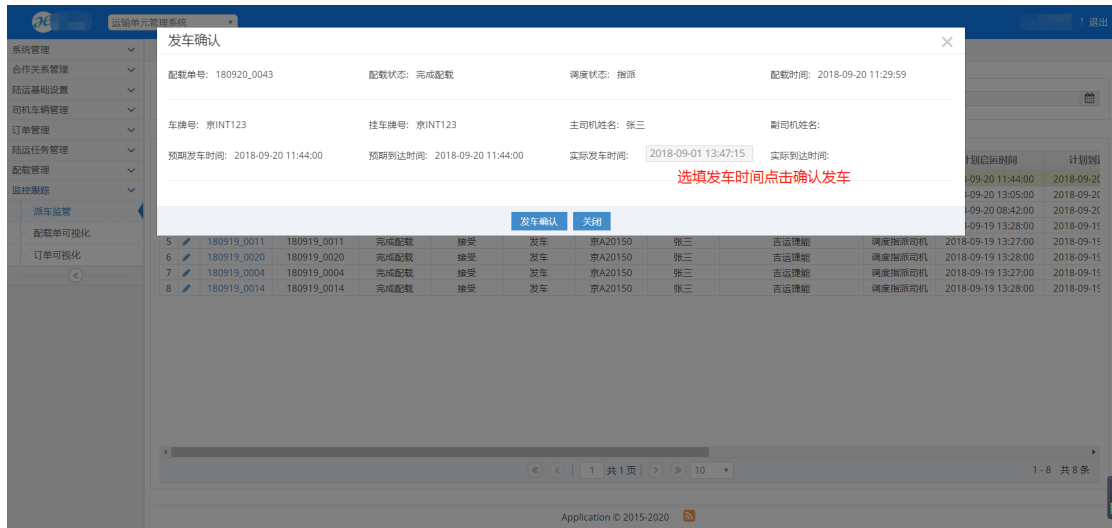 运输单元管理系统
! 退出
系统管理
合作关系管理
陆运基础设置
司机车辆管理
订单管理
陆运任务管理
配载管理
监控跟踪
派车监管
配载单可视化
订单可视化
发车确认
配载单号: 180920_0043 配载状态: 完成配载 调度状态: 指派 配载时间: 2018-09-20 11:29:59
车牌号: 京INT123 挂车牌号: 京INT123 主司机姓名: 张三 副司机姓名:
预期发车时间: 2018-09-20 11:44:00 预期到达时间: 2018-09-20 11:44:00 实际发车时间: 2018-09-01 13:47:15 实际到达时间:
选填发车时间点击确认发车
发车确认 关闭
计划启运时间 计划到
-09-20 11:44:00 2018-09-20
-09-20 13:05:00 2018-09-20
-09-20 08:42:00 2018-09-20
-09-19 13:28:00 2018-09-19
5 180919_0011 180919_0011 完成配载 接受 发车 京A20150 张三 吉运捷能 调度指派司机 2018-09-19 13:27:00 2018-09-19
6 180919_0020 180919_0020 完成配载 接受 发车 京A20150 张三 吉运捷能 调度指派司机 2018-09-19 13:28:00 2018-09-19
7 180919_0004 180919_0004 完成配载 接受 发车 京A20150 张三 吉运捷能 调度指派司机 2018-09-19 13:27:00 2018-09-19
8 180919_0014 180919_0014 完成配载 接受 发车 京A20150 张三 吉运捷能 调度指派司机 2018-09-19 13:28:00 2018-09-19
1 共1页 10
1-8 共8条
Application © 2015-2020